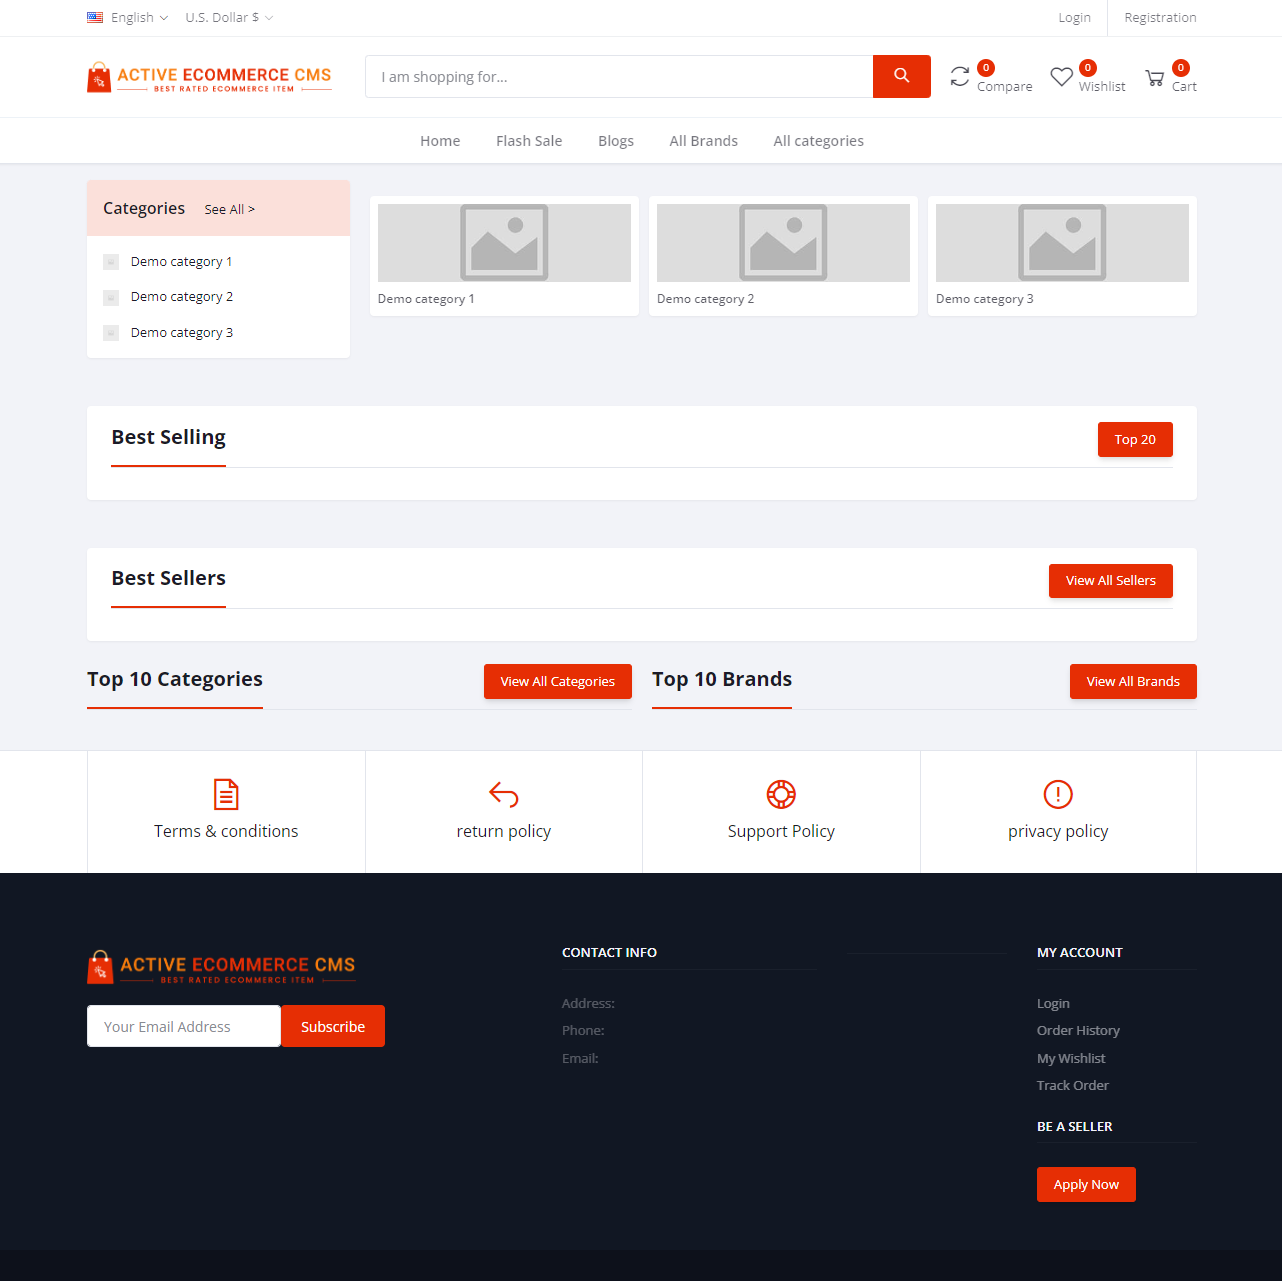 English
U.S. Dollar $
Login
Registration
ACTIVE ECOMMERCE CMS
BEST RATED ECOMMERCE ITEM
I am shopping for...
0
Compare
0
Wishlist
0
Cart
Home
Flash Sale
Blogs
All Brands
All categories
Categories
See All >
Demo category 1
Demo category 2
Demo category 3
Demo category 1
Demo category 2
Demo category 3
Best Selling
Top 20
Best Sellers
View All Sellers
Top 10 Categories
View All Categories
Top 10 Brands
View All Brands
Terms & conditions
return policy
Support Policy
privacy policy
ACTIVE ECOMMERCE CMS
BEST RATED ECOMMERCE ITEM
Your Email Address
Subscribe
CONTACT INFO
Address:
Phone:
Email:
MY ACCOUNT
Login
Order History
My Wishlist
Track Order
BE A SELLER
Apply Now